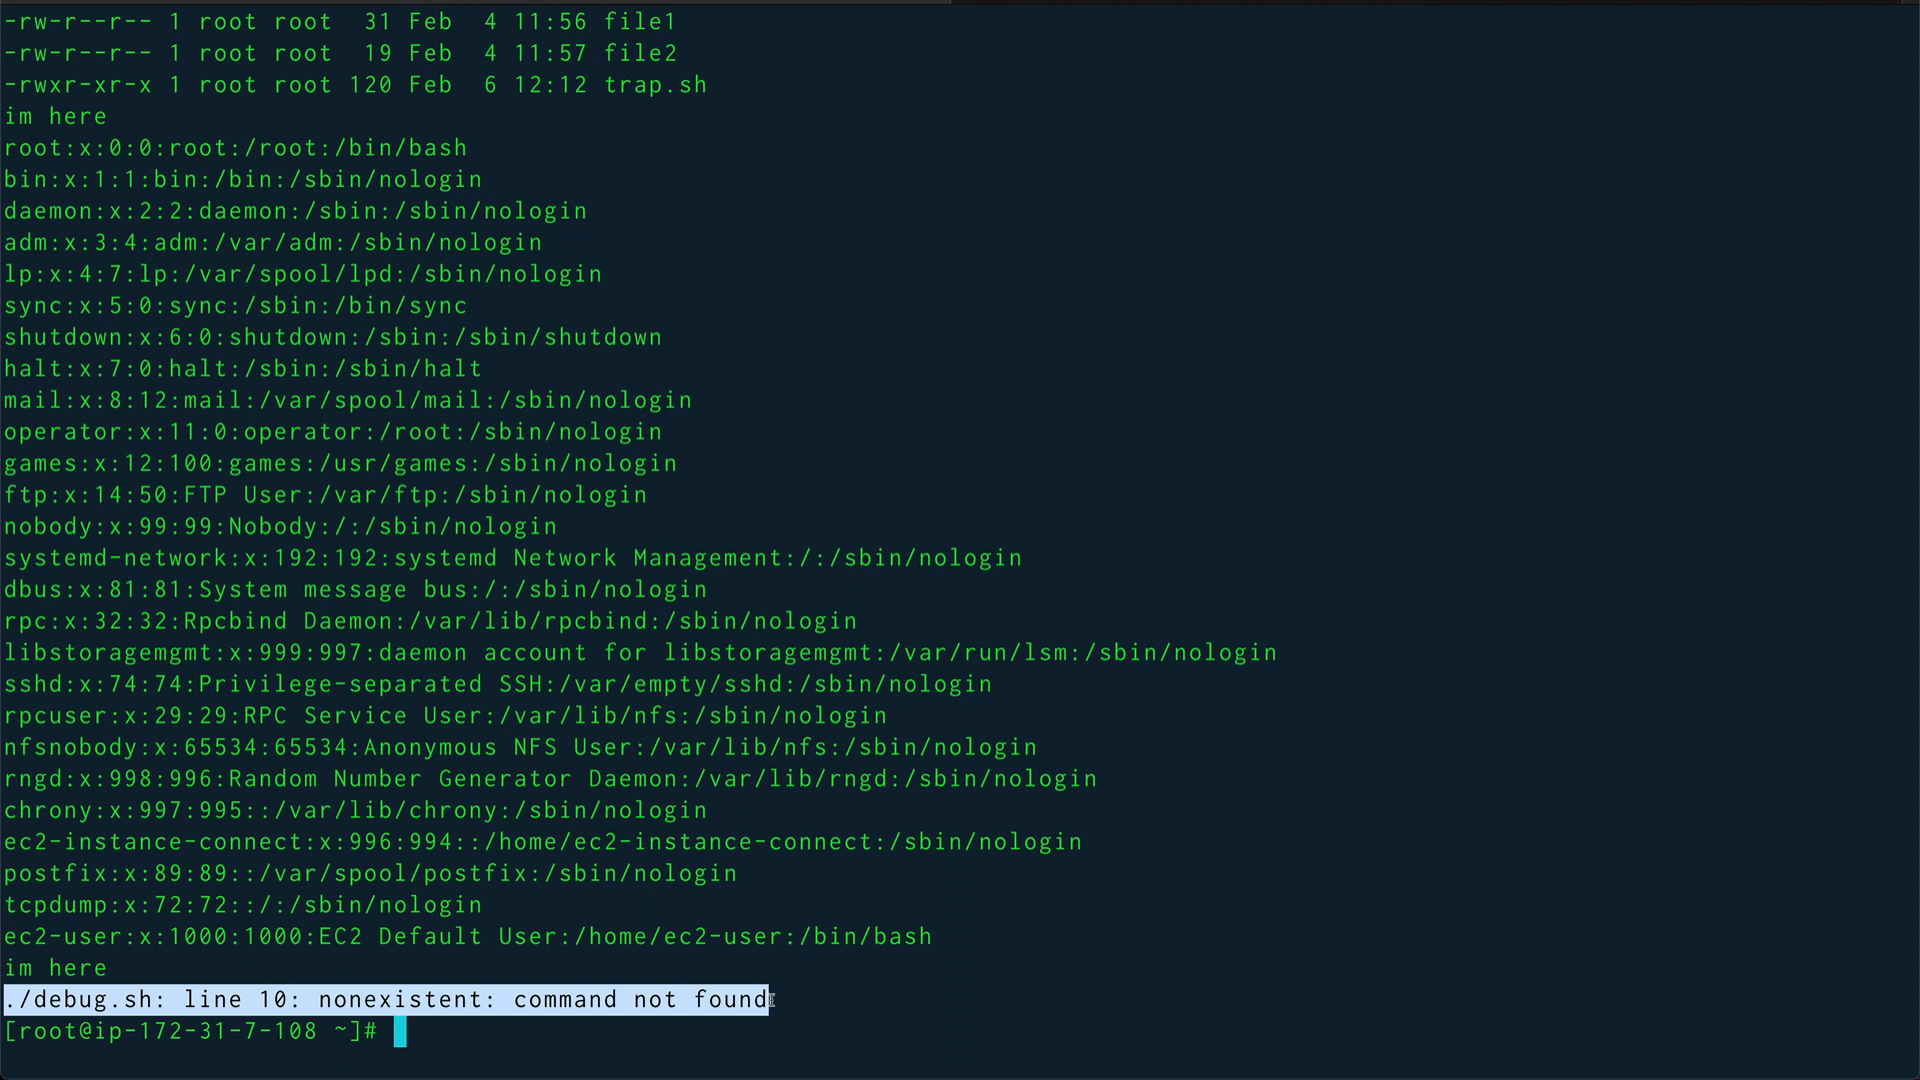 -rw-r--r-- 1 root root  31 Feb  4 11:56 file1
-rw-r--r-- 1 root root  19 Feb  4 11:57 file2
-rwxr-xr-x 1 root root 120 Feb  6 12:12 trap.sh
im here
root:x:0:0:root:/root:/bin/bash
bin:x:1:1:bin:/bin:/sbin/nologin
daemon:x:2:2:daemon:/sbin:/sbin/nologin
adm:x:3:4:adm:/var/adm:/sbin/nologin
lp:x:4:7:lp:/var/spool/lpd:/sbin/nologin
sync:x:5:0:sync:/sbin:/bin/sync
shutdown:x:6:0:shutdown:/sbin:/sbin/shutdown
halt:x:7:0:halt:/sbin:/sbin/halt
mail:x:8:12:mail:/var/spool/mail:/sbin/nologin
operator:x:11:0:operator:/root:/sbin/nologin
games:x:12:100:games:/usr/games:/sbin/nologin
ftp:x:14:50:FTP User:/var/ftp:/sbin/nologin
nobody:x:99:99:Nobody:/:/sbin/nologin
systemd-network:x:192:192:systemd Network Management:/:/sbin/nologin
dbus:x:81:81:System message bus:/:/sbin/nologin
rpc:x:32:32:Rpcbind Daemon:/var/lib/rpcbind:/sbin/nologin
libstoragemgmt:x:999:997:daemon account for libstoragemgmt:/var/run/lsm:/sbin/nologin
sshd:x:74:74:Privilege-separated SSH:/var/empty/sshd:/sbin/nologin
rpcuser:x:29:29:RPC Service User:/var/lib/nfs:/sbin/nologin
nfsnobody:x:65534:65534:Anonymous NFS User:/var/lib/nfs:/sbin/nologin
rngd:x:998:996:Random Number Generator Daemon:/var/lib/rngd:/sbin/nologin
chrony:x:997:995::/var/lib/chrony:/sbin/nologin
ec2-instance-connect:x:996:994::/home/ec2-instance-connect:/sbin/nologin
postfix:x:89:89::/var/spool/postfix:/sbin/nologin
tcpdump:x:72:72::/:/sbin/nologin
ec2-user:x:1000:1000:EC2 Default User:/home/ec2-user:/bin/bash
im here
./debug.sh: line 10: nonexistent: command not found
[root@ip-172-31-7-108 ~]#